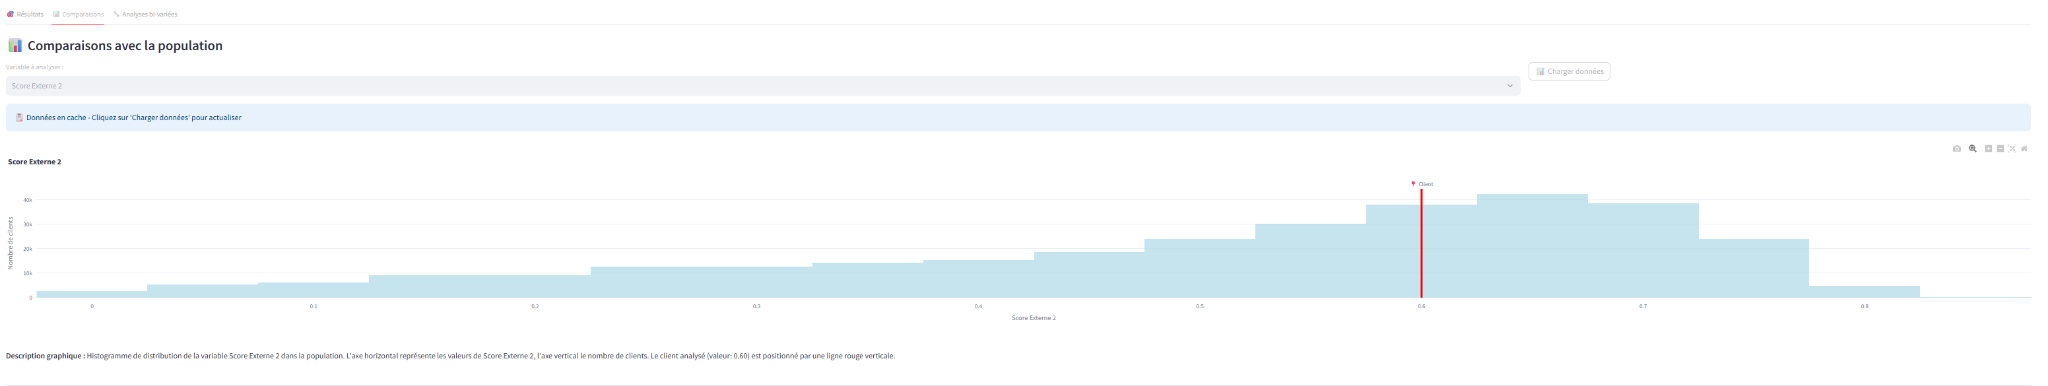 Résultats Comparaisons Analyses bi-variées
Comparaisons avec la population
Variable à analyser :
Score Externe 2
Charger données
Données en cache - Cliquez sur 'Charger données' pour actualiser
Score Externe 2
Client
40k
30k
20k
10k
0
Nombre de clients
0 0.1 0.2 0.3 0.4 0.5 0.6 0.7 0.8
Score Externe 2
Description graphique : Histogramme de distribution de la variable Score Externe 2 dans la population. L'axe horizontal représente les valeurs de Score Externe 2, l'axe vertical le nombre de clients. Le client analysé (valeur: 0.60) est positionné par une ligne rouge verticale.